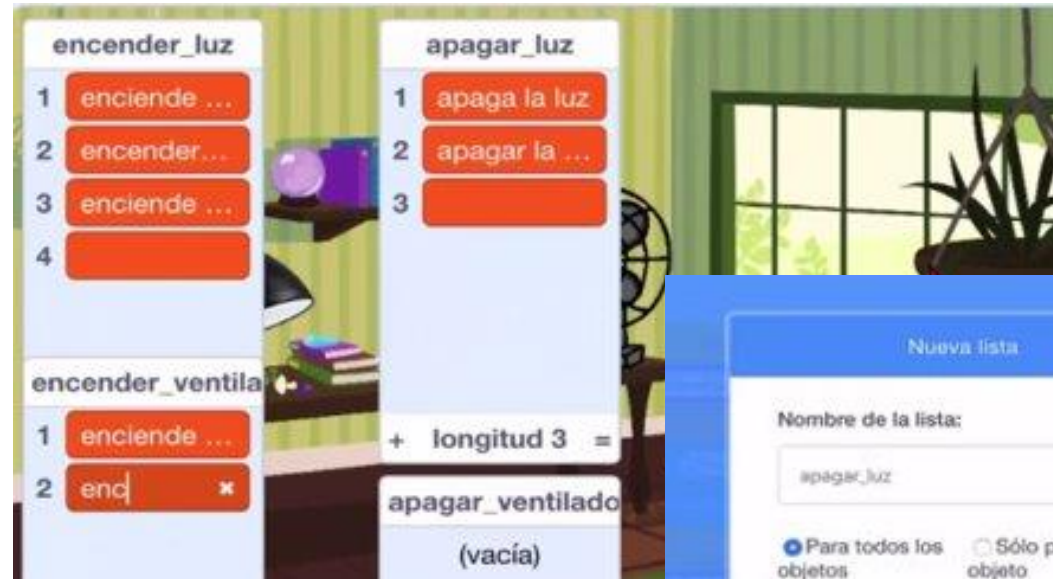 encender_luz
1 enciende ...
2 encender...
3 enciende ...
4
encender_ventila
1 enciende ...
2 enc ×
apagar_luz
1 apaga la luz
2 apagar la ...
3
+ longitud 3 =
apagar_ventilado
(vacía)
Nueva lista
Nombre de la lista:
apagar_luz
Para todos los
objetos
Sólo p
objeto